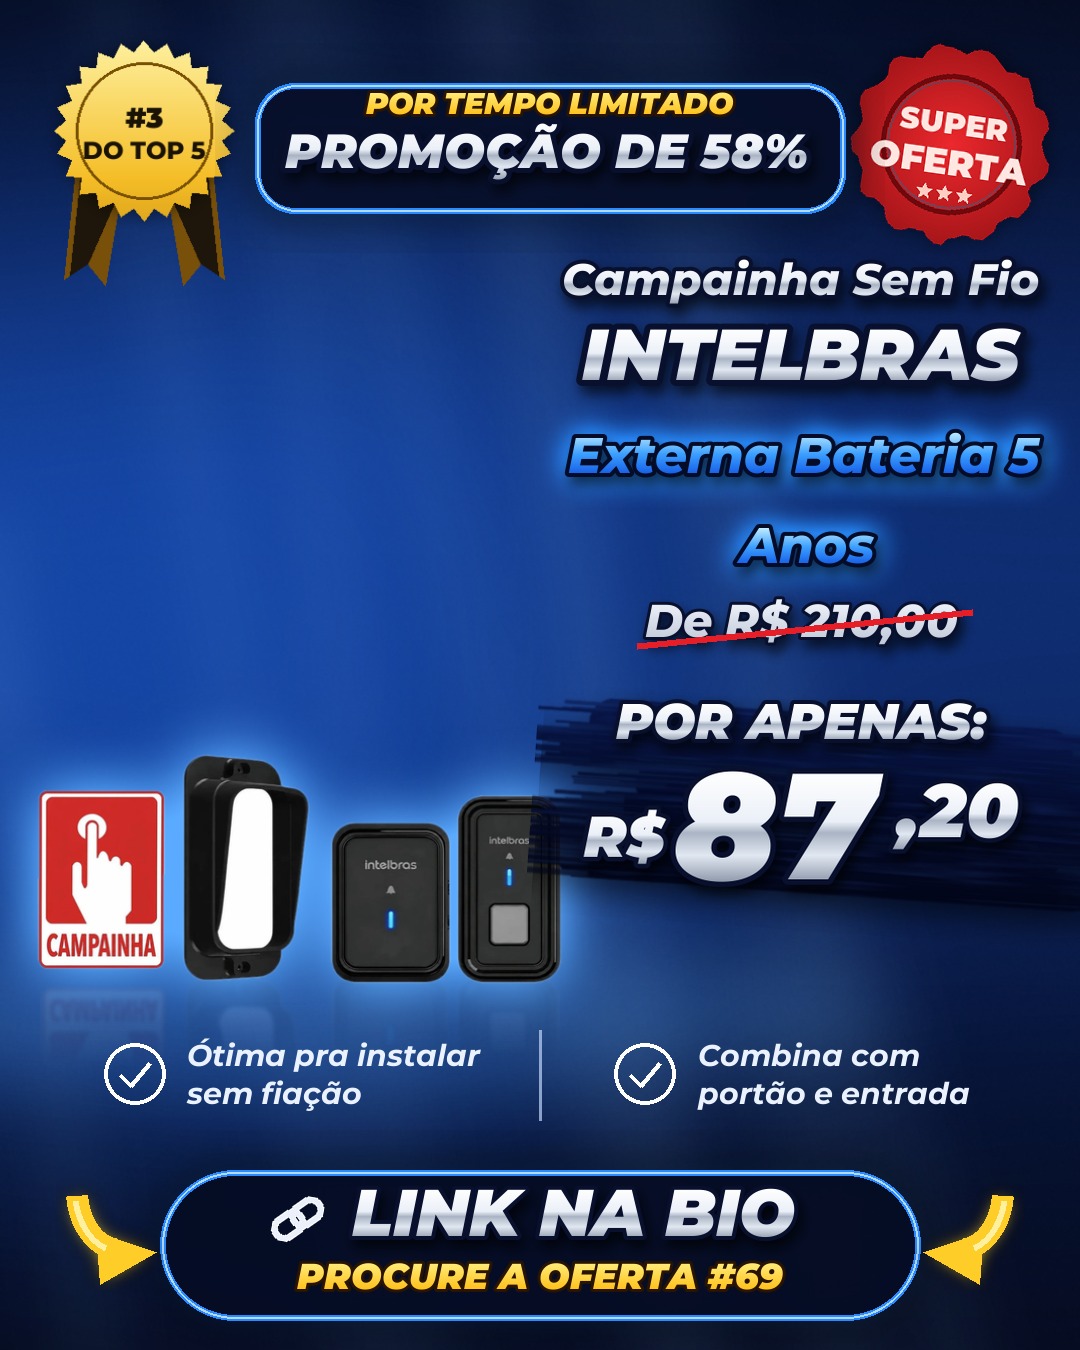 #3
DO TOP 5
POR TEMPO LIMITADO
PROMOÇÃO DE 58%
SUPER
OFERTA
Campainha Sem Fio
INTELBRAS
Externa Bateria 5
Anos
De R$ 210,00
POR APENAS:
R$ 87,20
CAMPAINHA
intelbras
intelbras
Ótima pra instalar
sem fiação
Combina com
portão e entrada
LINK NA BIO
PROCURE A OFERTA #69